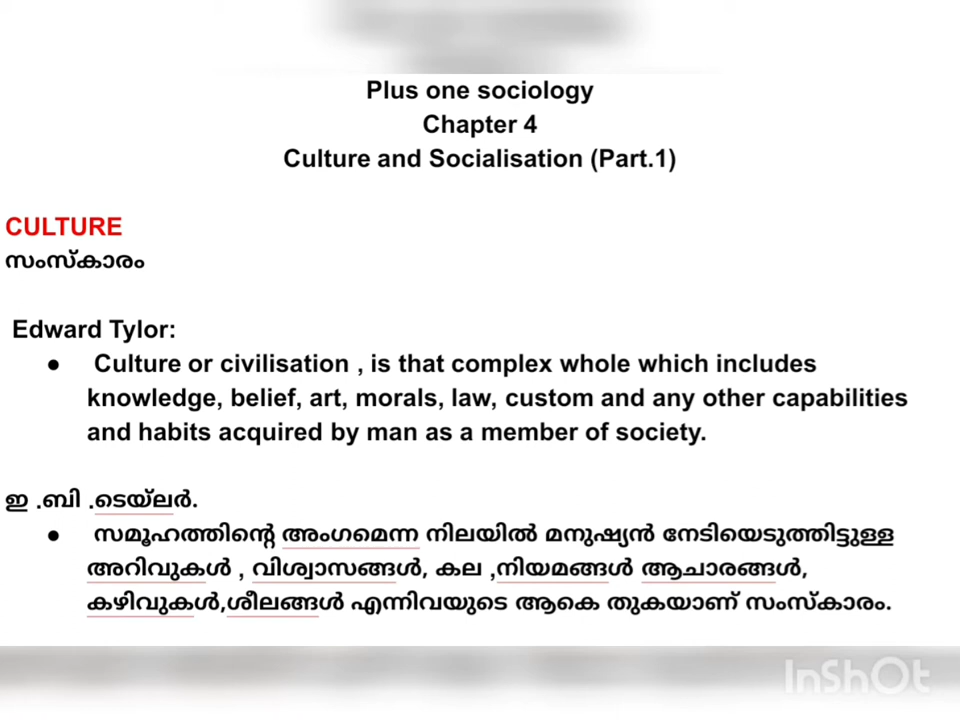 Plus one sociology
Chapter 4
Culture and Socialisation (Part.1)
CULTURE
സംസ്കാരം
Edward Tylor:
● Culture or civilisation , is that complex whole which includes
knowledge, belief, art, morals, law, custom and any other capabilities
and habits acquired by man as a member of society.
ഇ .ബി .ടെയ്ലർ.
● സമൂഹത്തിന്റെ അംഗമെന്ന നിലയിൽ മനുഷ്യൻ നേടിയെടുത്തിട്ടുള്ള
അറിവുകൾ , വിശ്വാസങ്ങൾ, കല ,നിയമങ്ങൾ ആചാരങ്ങൾ,
കഴിവുകൾ,ശീലങ്ങൾ എന്നിവയുടെ ആകെ തുകയാണ് സംസ്കാരം.
InShOt